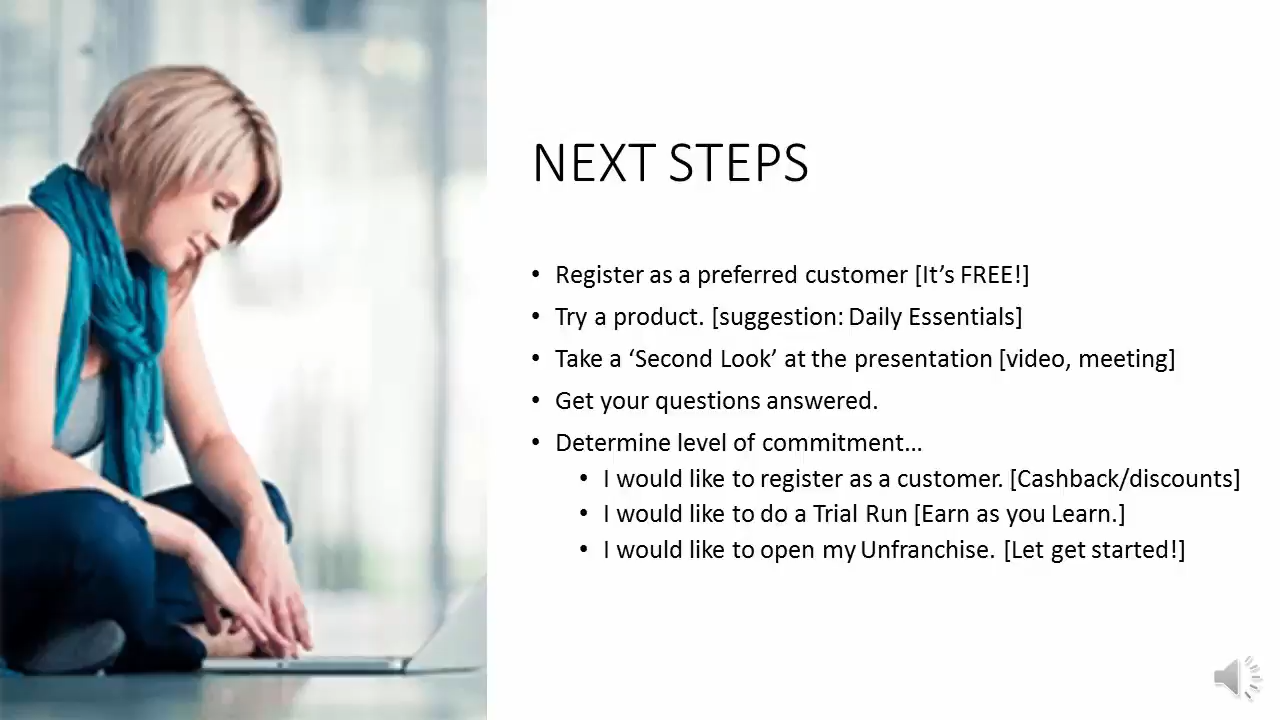 NEXT STEPS
• Register as a preferred customer [It’s FREE!]
• Try a product. [suggestion: Daily Essentials]
• Take a ‘Second Look’ at the presentation [video, meeting]
• Get your questions answered.
• Determine level of commitment…
• I would like to register as a customer. [Cashback/discounts]
• I would like to do a Trial Run [Earn as you Learn.]
• I would like to open my Unfranchise. [Let get started!]